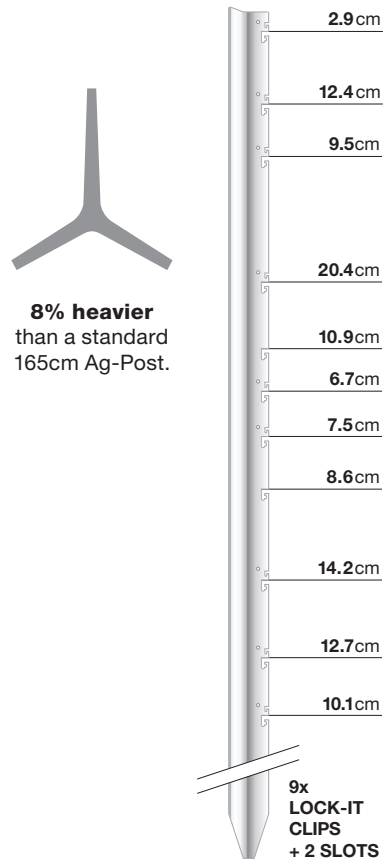 8% heavier
than a standard
165cm Ag-Post.
2.9cm
12.4cm
9.5cm
20.4cm
10.9cm
6.7cm
7.5cm
8.6cm
14.2cm
12.7cm
10.1cm
9x
LOCK-IT
CLIPS
+ 2 SLOTS